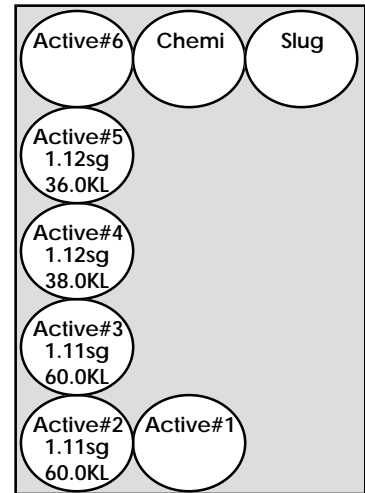 Active#6
Chemi
Slug
Active#5
1.12sg
36.0KL
Active#4
1.12sg
38.0KL
Active#3
1.11sg
60.0KL
Active#2
1.11sg
60.0KL
Active#1